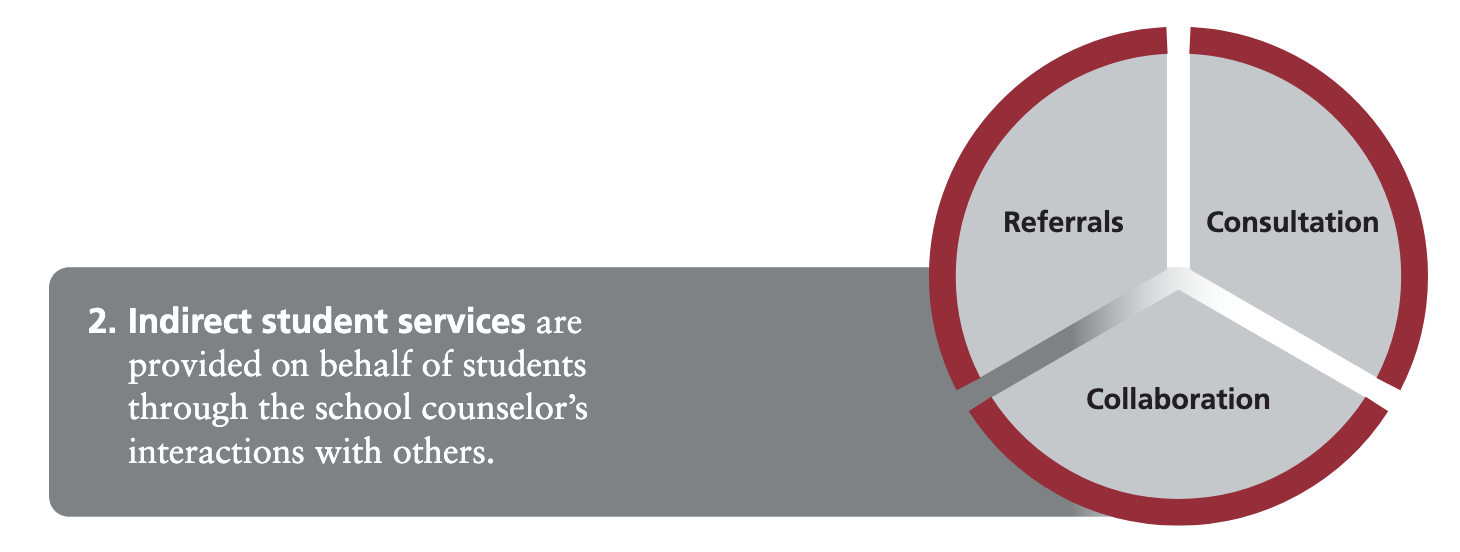 Referrals
Consultation
2. Indirect student services are
provided on behalf of students
through the school counselor’s
interactions with others.
Collaboration